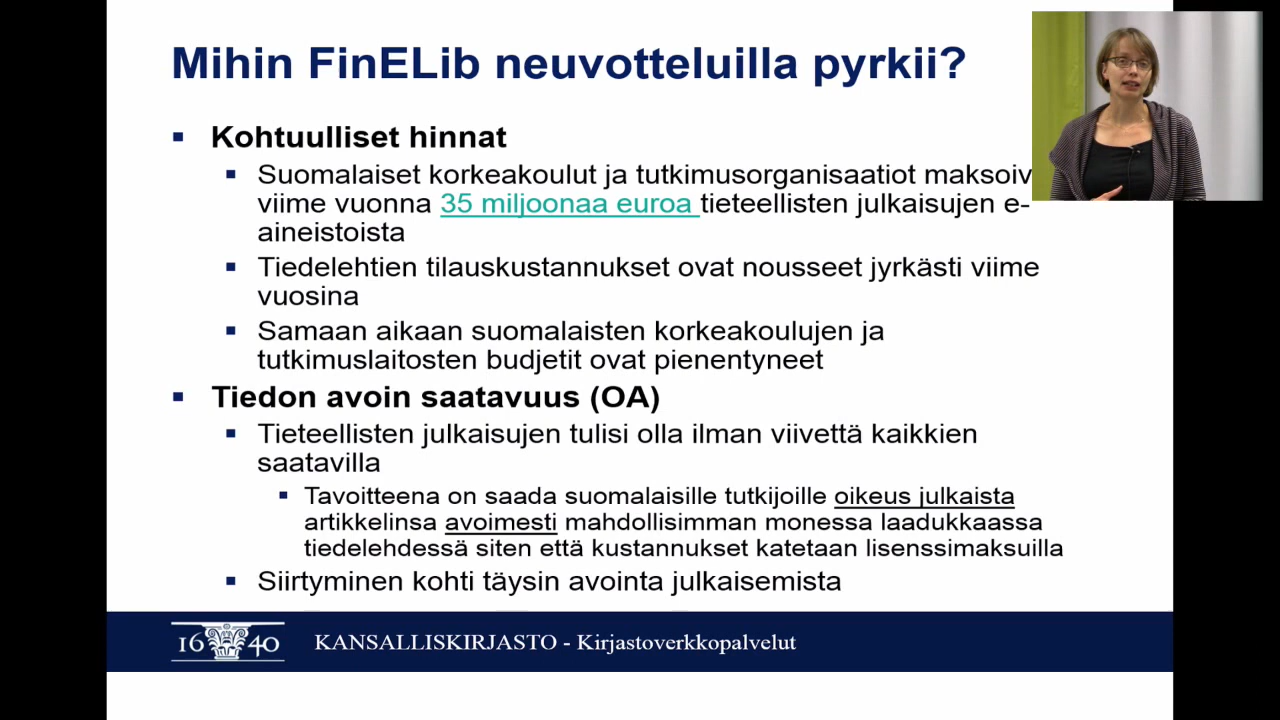 Mihin FinELib neuvotteluilla pyrkii?
Kohtuulliset hinnat
Suomalaiset korkeakoulut ja tutkimusorganisaatiot maksoiv
viime vuonna 35 miljoonaa euroa tieteellisten julkaisujen e-
aineistoista
Tiedelehtien tilauskustannukset ovat nousseet jyrkästi viime
vuosina
Samaan aikaan suomalaisten korkeakoulujen ja
tutkimuslaitosten budjetit ovat pienentyneet
Tiedon avoin saatavuus (OA)
Tieteellisten julkaisujen tulisi olla ilman viivettä kaikkien
saatavilla
Tavoitteena on saada suomalaisille tutkijoille oikeus julkaista
artikkelinsa avoimesti mahdollisimman monessa laadukkaassa
tiedelehdessä siten että kustannukset katetaan lisenssimaksuilla
Siirtyminen kohti täysin avointa julkaisemista
1640 KANSALLISKIRJASTO - Kirjastoverkkopalvelut